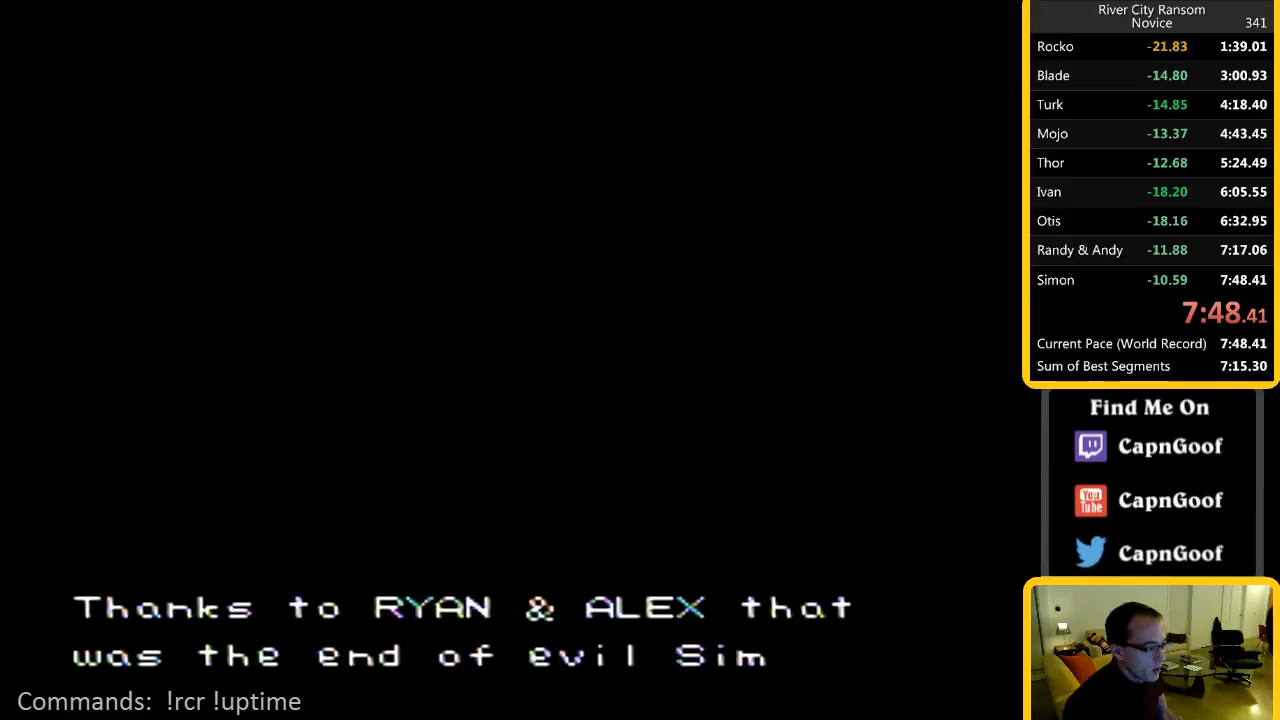 River City Ransom
Novice 341
Rocko -21.83 1:39.01
Blade -14.80 3:00.93
Turk -14.85 4:18.40
Mojo -13.37 4:43.45
Thor -12.68 5:24.49
Ivan -18.20 6:05.55
Otis -18.16 6:32.95
Randy & Andy -11.88 7:17.06
Simon -10.59 7:48.41
7:48.41
Current Pace (World Record) 7:48.41
Sum of Best Segments 7:15.30
Find Me On
CapnGoof
You Tube CapnGoof
CapnGoof
Thanks to RYAN & ALEX that
was the end of evil Sim
Commands: !rcr !uptime